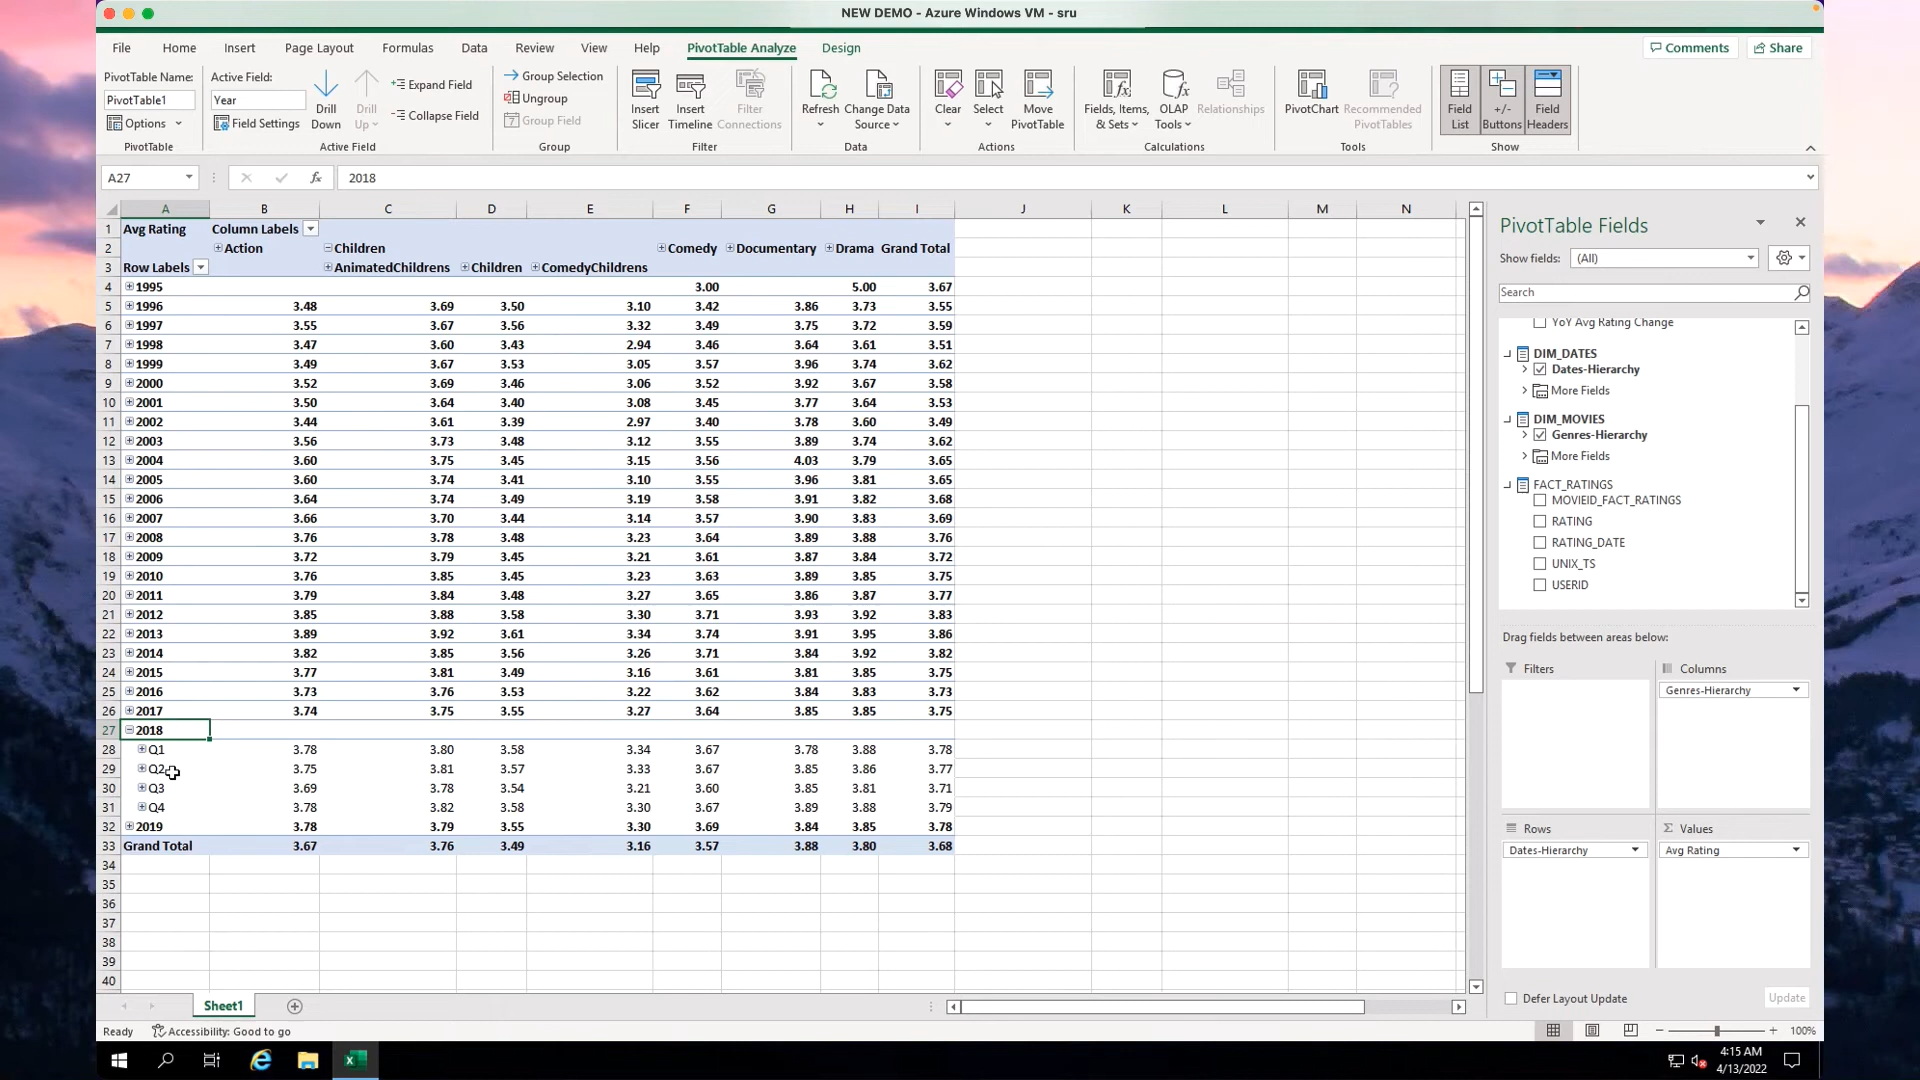 NEW DEMO - Azure Windows VM - sru
File Home Insert Page Layout Formulas Data Review View Help PivotTable Analyze Design Comments Share
PivotTable Name:
PivotTable1
Options
PivotTable
Active Field:
Year
Field Settings
Drill Down
Drill Up
Expand Field
Collapse Field
Active Field
Group Selection
Ungroup
Group Field
Group
Insert Slicer
Insert Timeline
Filter Connections
Filter
Refresh
Change Data Source
Data
Clear
Select
Move PivotTable
Actions
Fields, Items, & Sets
OLAP Tools
Relationships
Calculations
PivotChart
Recommended PivotTables
Tools
Field List
+/- Buttons
Field Headers
Show
A27 fx 2018
A B C D E F G H I J K L M N
1 Avg Rating Column Labels
2 Action Children Comedy Documentary Drama Grand Total
3 Row Labels AnimatedChildrens Children ComedyChildrens
4 1995 3.00 5.00 3.67
5 1996 3.48 3.69 3.50 3.10 3.42 3.86 3.73 3.55
6 1997 3.55 3.67 3.56 3.32 3.49 3.75 3.72 3.59
7 1998 3.47 3.60 3.43 2.94 3.46 3.64 3.61 3.51
8 1999 3.49 3.67 3.53 3.05 3.57 3.96 3.74 3.62
9 2000 3.52 3.69 3.46 3.06 3.52 3.92 3.67 3.58
10 2001 3.50 3.64 3.40 3.08 3.45 3.77 3.64 3.53
11 2002 3.44 3.61 3.39 2.97 3.40 3.78 3.60 3.49
12 2003 3.56 3.73 3.48 3.12 3.55 3.89 3.74 3.62
13 2004 3.60 3.75 3.45 3.15 3.56 4.03 3.79 3.65
14 2005 3.60 3.74 3.41 3.10 3.55 3.96 3.81 3.65
15 2006 3.64 3.74 3.49 3.19 3.58 3.91 3.82 3.68
16 2007 3.66 3.70 3.44 3.14 3.57 3.90 3.83 3.69
17 2008 3.76 3.78 3.48 3.23 3.64 3.89 3.88 3.76
18 2009 3.72 3.79 3.45 3.21 3.61 3.87 3.84 3.72
19 2010 3.76 3.85 3.45 3.23 3.63 3.89 3.85 3.75
20 2011 3.79 3.84 3.48 3.27 3.65 3.86 3.87 3.77
21 2012 3.85 3.88 3.58 3.30 3.71 3.93 3.92 3.83
22 2013 3.89 3.92 3.61 3.34 3.74 3.91 3.95 3.86
23 2014 3.82 3.85 3.56 3.26 3.71 3.84 3.92 3.82
24 2015 3.77 3.81 3.49 3.16 3.61 3.81 3.85 3.75
25 2016 3.73 3.76 3.53 3.22 3.62 3.84 3.83 3.73
26 2017 3.74 3.75 3.55 3.27 3.64 3.85 3.85 3.75
27 2018
28 Q1 3.78 3.80 3.58 3.34 3.67 3.78 3.88 3.78
29 Q2 3.75 3.81 3.57 3.33 3.67 3.85 3.86 3.77
30 Q3 3.69 3.78 3.54 3.21 3.60 3.85 3.81 3.71
31 Q4 3.78 3.82 3.58 3.30 3.67 3.89 3.88 3.79
32 2019 3.78 3.79 3.55 3.30 3.69 3.84 3.85 3.78
33 Grand Total 3.67 3.76 3.49 3.16 3.57 3.88 3.80 3.68
34
35
36
37
38
39
40
PivotTable Fields
Show fields: (All)
Search
YoY Avg Rating Change
DIM_DATES
Dates-Hierarchy
More Fields
DIM_MOVIES
Genres-Hierarchy
More Fields
FACT_RATINGS
MOVIEID_FACT_RATINGS
RATING
RATING_DATE
UNIX_TS
USERID
Drag fields between areas below:
Filters Columns
Genres-Hierarchy
Rows Σ Values
Dates-Hierarchy Avg Rating
Defer Layout Update Update
Sheet1
Ready Accessibility: Good to go 100%
4:15 AM
4/13/2022